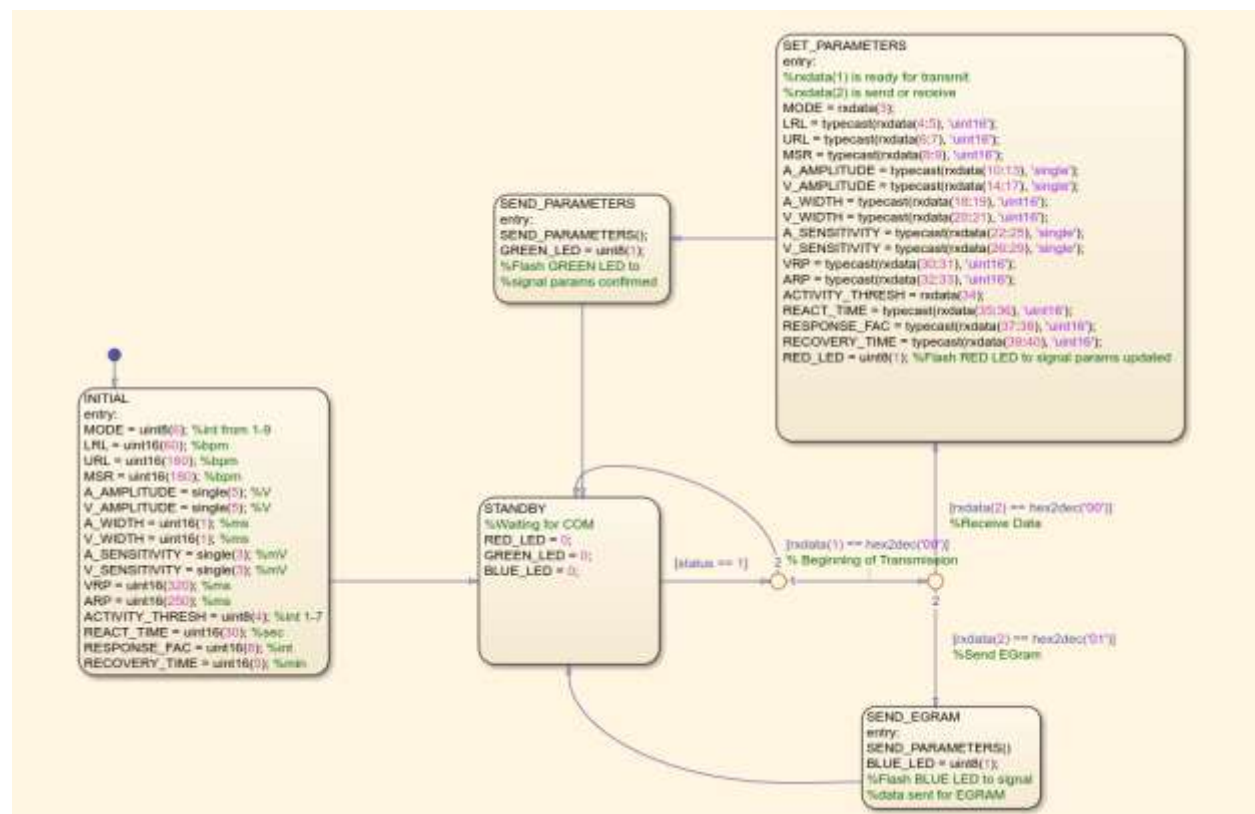 SET_PARAMETERS
entry:
%rxdata(1) is ready for transmit
%rxdata(2) is send or receive
MODE = rxdata(3);
LRL = typecast(rxdata(4:5), 'uint16');
URL = typecast(rxdata(6:7), 'uint16');
MSR = typecast(rxdata(8:9), 'uint16');
A_AMPLITUDE = typecast(rxdata(10:13), 'single');
V_AMPLITUDE = typecast(rxdata(14:17), 'single');
A_WIDTH = typecast(rxdata(18:19), 'uint16');
V_WIDTH = typecast(rxdata(20:21), 'uint16');
A_SENSITIVITY = typecast(rxdata(22:25), 'single');
V_SENSITIVITY = typecast(rxdata(26:29), 'single');
VRP = typecast(rxdata(30:31), 'uint16');
ARP = typecast(rxdata(32:33), 'uint16');
ACTIVITY_THRESH = rxdata(34);
REACT_TIME = typecast(rxdata(35:36), 'uint16');
RESPONSE_FAC = typecast(rxdata(37:38), 'uint16');
RECOVERY_TIME = typecast(rxdata(39:40), 'uint16');
RED_LED = uint8(1); %Flash RED LED to signal params updated
SEND_PARAMETERS
entry:
SEND_PARAMETERS();
GREEN_LED = uint8(1);
%Flash GREEN LED to
%signal params confirmed
INITIAL
entry:
MODE = uint8(6); %int from 1-9
LRL = uint16(60); %bpm
URL = uint16(180); %bpm
MSR = uint16(180); %bpm
A_AMPLITUDE = single(5); %V
V_AMPLITUDE = single(5); %V
A_WIDTH = uint16(1); %ms
V_WIDTH = uint16(1); %ms
A_SENSITIVITY = single(3); %mV
V_SENSITIVITY = single(3); %mV
VRP = uint16(320); %ms
ARP = uint16(250); %ms
ACTIVITY_THRESH = uint8(4); %int 1-7
REACT_TIME = uint16(30); %sec
RESPONSE_FAC = uint16(8); %int
RECOVERY_TIME = uint16(5); %min
STANDBY
%Waiting for COM
RED_LED = 0;
GREEN_LED = 0;
BLUE_LED = 0;
[status == 1]
2
1
[rxdata(1) == hex2dec('00')]
% Beginning of Transmission
[rxdata(2) == hex2dec('00')]
%Receive Data
2
[rxdata(2) == hex2dec('01')]
%Send EGram
SEND_EGRAM
entry:
SEND_PARAMETERS()
BLUE_LED = uint8(1);
%Flash BLUE LED to signal
%data sent for EGRAM